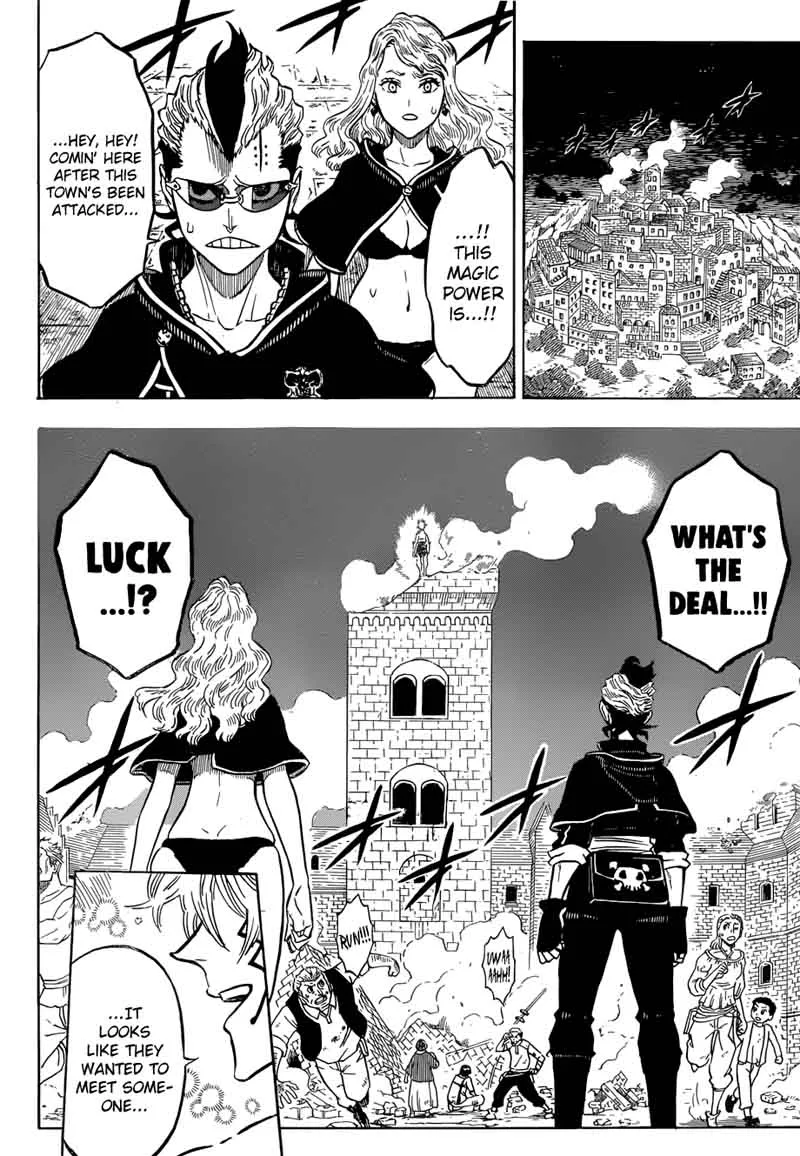 ...!!
THIS
MAGIC
POWER
IS...!!
...HEY, HEY!
COMIN' HERE
AFTER THIS
TOWN'S BEEN
ATTACKED...
WHAT'S
THE
DEAL...!!
LUCK
...!?
RUN!!!
UWAA
AAHH!
...IT
LOOKS
LIKE THEY
WANTED TO
MEET SOME-
ONE...